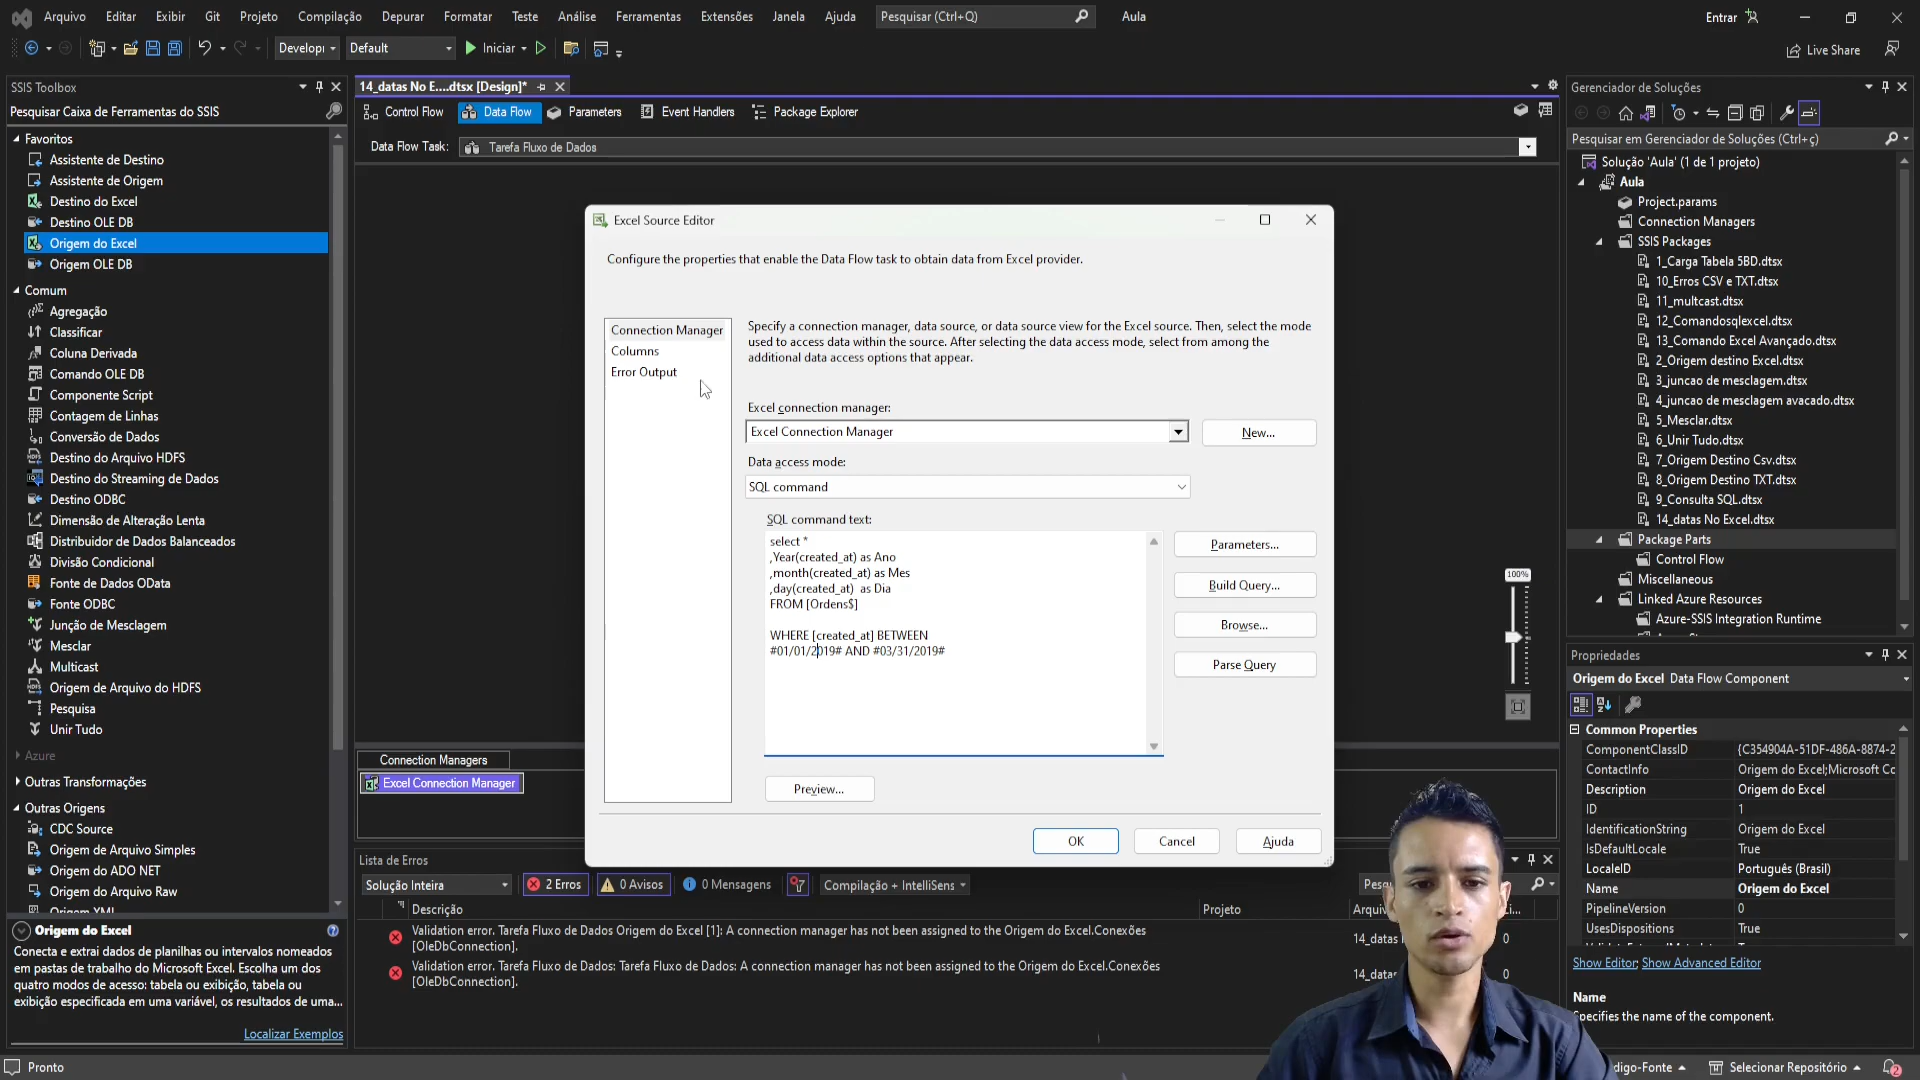 Arquivo Editar Exibir Git Projeto Compilação Depurar Formatar Teste Análise Ferramentas Extensões Janela Ajuda Pesquisar (Ctrl+Q) Aula Entrar
Developi Default Iniciar Live Share
SSIS Toolbox
Pesquisar Caixa de Ferramentas do SSIS
Favoritos
Assistente de Destino
Assistente de Origem
Destino do Excel
Destino OLE DB
Origem do Excel
Origem OLE DB
Comum
Agregação
Classificar
Coluna Derivada
Comando OLE DB
Componente Script
Contagem de Linhas
Conversão de Dados
Destino do Arquivo HDFS
Destino do Streaming de Dados
Destino ODBC
Dimensão de Alteração Lenta
Distribuidor de Dados Balanceados
Divisão Condicional
Fonte de Dados OData
Fonte ODBC
Junção de Mesclagem
Mesclar
Multicast
Origem de Arquivo do HDFS
Pesquisa
Unir Tudo
Azure
Outras Transformações
Outras Origens
CDC Source
Origem de Arquivo Simples
Origem do ADO NET
Origem do Arquivo Raw
Origem XML
Origem do Excel
Conecta e extrai dados de planilhas ou intervalos nomeados
em pastas de trabalho do Microsoft Excel. Escolha um dos
quatro modos de acesso: tabela ou exibição, tabela ou
exibição especificada em uma variável, os resultados de uma...
Localizar Exemplos
14_datas No E....dtsx [Design]*
Control Flow Data Flow Parameters Event Handlers Package Explorer
Data Flow Task: Tarefa Fluxo de Dados
Excel Source Editor
Configure the properties that enable the Data Flow task to obtain data from Excel provider.
Connection Manager
Columns
Error Output
Specify a connection manager, data source, or data source view for the Excel source. Then, select the mode
used to access data within the source. After selecting the data access mode, select from among the
additional data access options that appear.
Excel connection manager:
Excel Connection Manager
New...
Data access mode:
SQL command
SQL command text:
select *
,Year(created_at) as Ano
,month(created_at) as Mes
,day(created_at) as Dia
FROM [Ordens$]
WHERE [created_at] BETWEEN
#01/01/2019# AND #03/31/2019#
Parameters...
Build Query...
Browse...
Parse Query
Preview...
OK Cancel Ajuda
100%
Connection Managers
Excel Connection Manager
Lista de Erros
Solução Inteira 2 Erros 0 Avisos 0 Mensagens Compilação + IntelliSens
Descrição Projeto
Validation error. Tarefa Fluxo de Dados Origem do Excel [1]: A connection manager has not been assigned to the Origem do Excel.Conexões
[OleDbConnection].
14_datas 0
Validation error. Tarefa Fluxo de Dados: Tarefa Fluxo de Dados: A connection manager has not been assigned to the Origem do Excel.Conexões
[OleDbConnection].
14_datas 0
Gerenciador de Soluções
Pesquisar em Gerenciador de Soluções (Ctrl+ç)
Solução 'Aula' (1 de 1 projeto)
Aula
Project.params
Connection Managers
SSIS Packages
1_Carga Tabela 5BD.dtsx
10_Erros CSV e TXT.dtsx
11_multcast.dtsx
12_Comandosqlexcel.dtsx
13_Comando Excel Avançado.dtsx
2_Origem destino Excel.dtsx
3_juncao de mesclagem.dtsx
4_juncao de mesclagem avacado.dtsx
5_Mesclar.dtsx
6_Unir Tudo.dtsx
7_Origem Destino Csv.dtsx
8_Origem Destino TXT.dtsx
9_Consulta SQL.dtsx
14_datas No Excel.dtsx
Package Parts
Control Flow
Miscellaneous
Linked Azure Resources
Azure-SSIS Integration Runtime
Propriedades
Origem do Excel Data Flow Component
Common Properties
ComponentClassID {C354904A-51DF-486A-8874-2
ContactInfo Origem do Excel;Microsoft Cc
Description Origem do Excel
ID 1
IdentificationString Origem do Excel
IsDefaultLocale True
LocaleID Português (Brasil)
Name Origem do Excel
PipelineVersion 0
UsesDispositions True
Show Editor, Show Advanced Editor
Name
Specifies the name of the component.
Pronto
digo-Fonte Selecionar Repositório 2